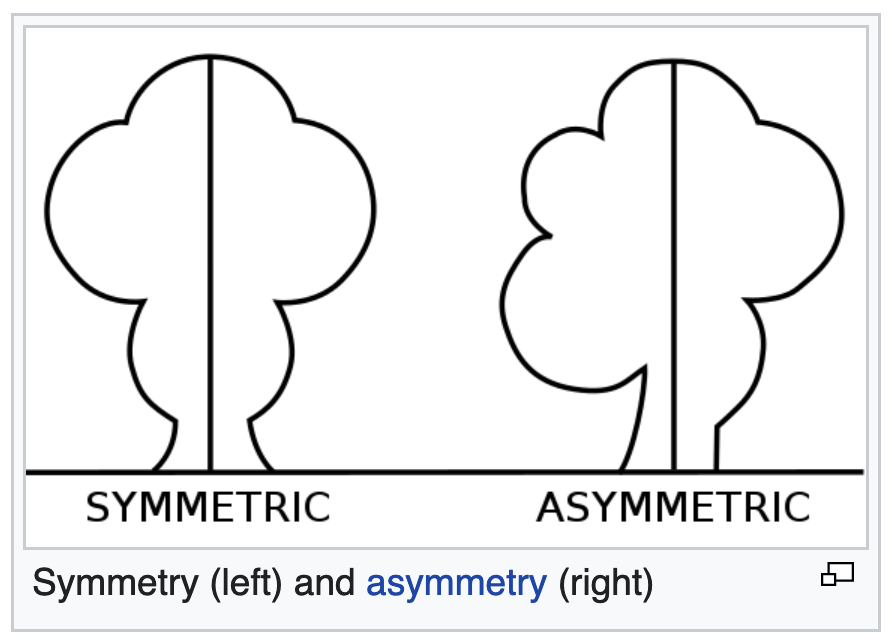 SYMMETRIC ASYMMETRIC
Symmetry (left) and asymmetry (right)